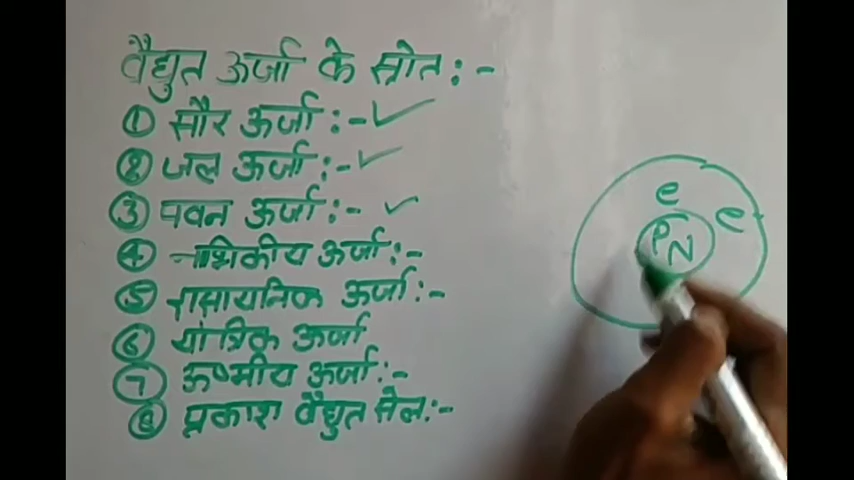 वैद्युत ऊर्जा के स्रोत:-
① सौर ऊर्जा:- ✓
② जल ऊर्जा:- ✓
③ पवन ऊर्जा:- ✓
④ नाभिकीय ऊर्जा:-
⑤ रासायनिक ऊर्जा:-
⑥ यांत्रिक ऊर्जा
⑦ ऊष्मीय ऊर्जा:-
⑧ प्रकाश वैद्युत सेल:-
e
e
P
N